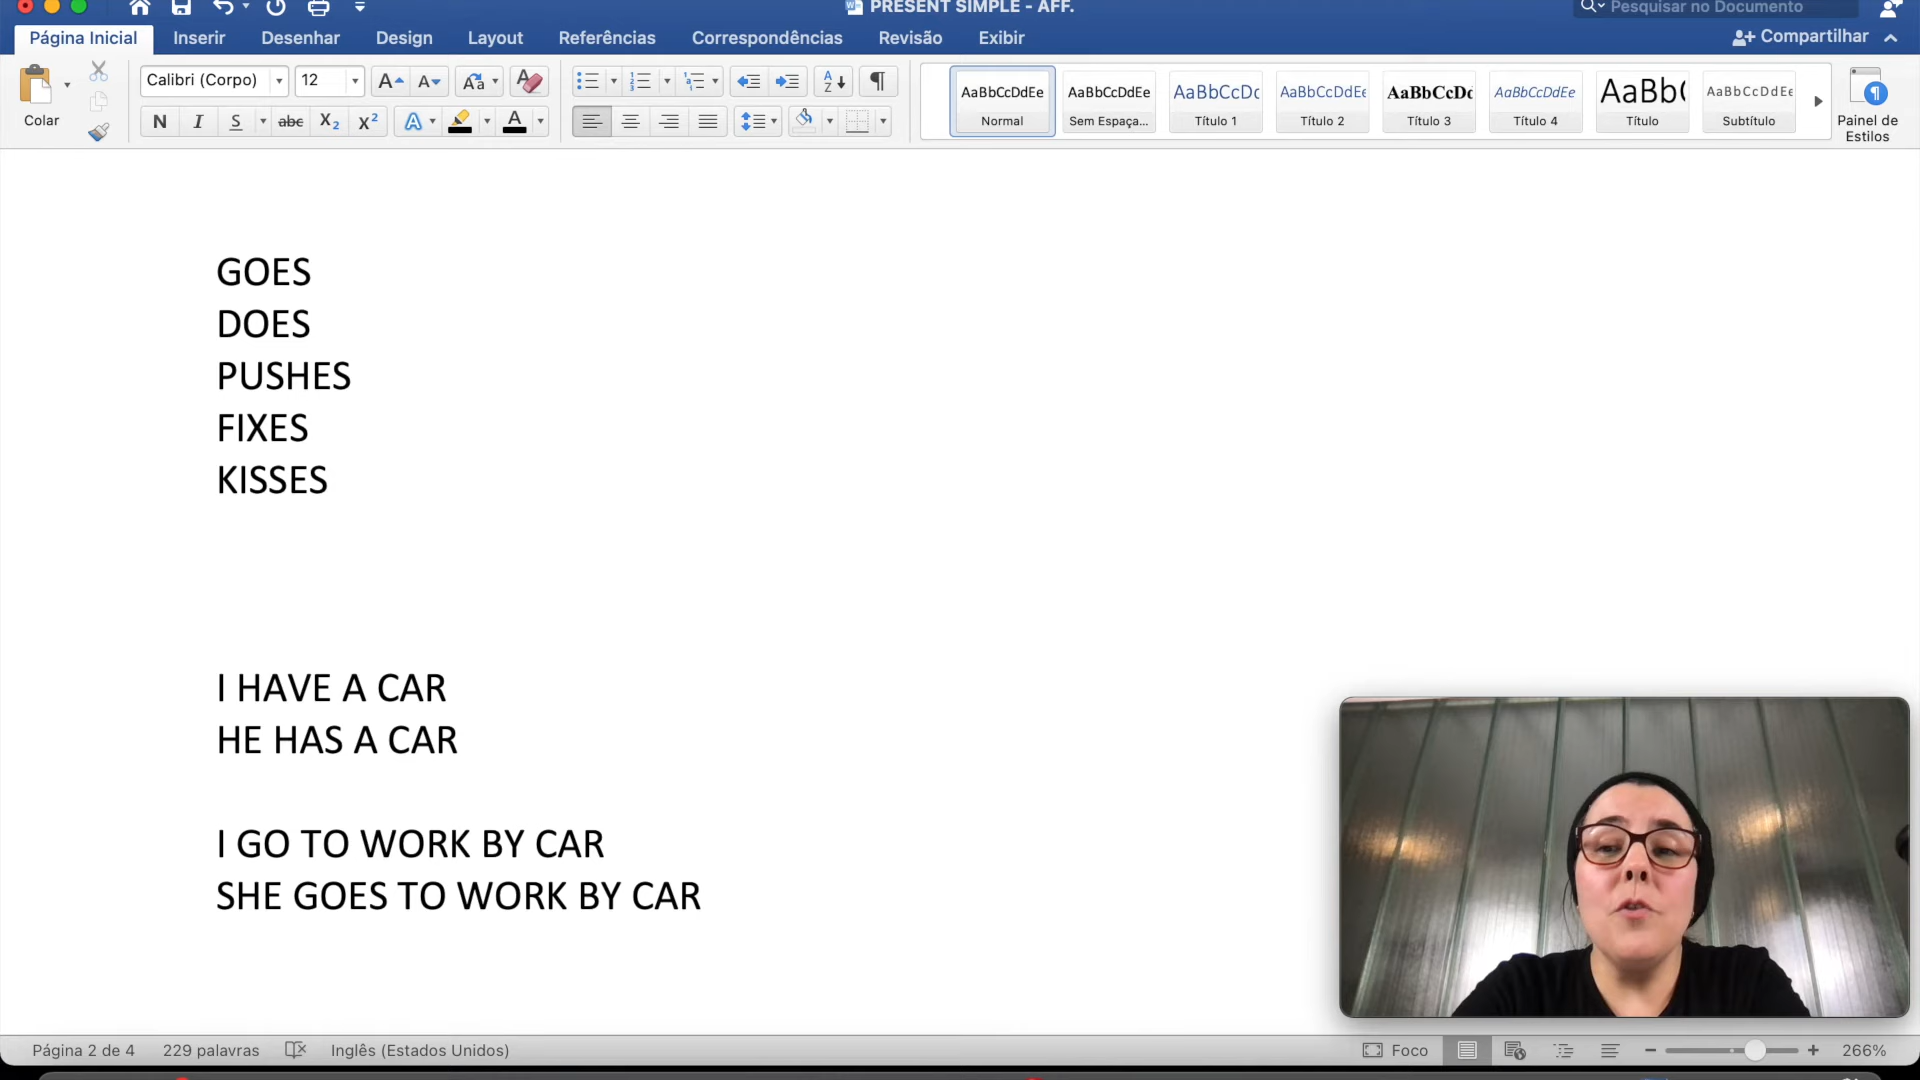 PRESENT SIMPLE - AFF.
Pesquisar no Documento
Página Inicial
Inserir
Desenhar
Design
Layout
Referências
Correspondências
Revisão
Exibir
Compartilhar
Colar
Calibri (Corpo)
12
AaBbCcDdEe
Normal
AaBbCcDdEe
Sem Espaça...
AaBbCcDc
Título 1
AaBbCcDdEe
Título 2
AaBbCcDc
Título 3
AaBbCcDdEe
Título 4
AaBb(
Título
AaBbCcDdEe
Subtítulo
Painel de
Estilos
N I S abc X2 X2 A A
GOES
DOES
PUSHES
FIXES
KISSES
I HAVE A CAR
HE HAS A CAR
I GO TO WORK BY CAR
SHE GOES TO WORK BY CAR
Página 2 de 4
229 palavras
Inglês (Estados Unidos)
Foco
266%